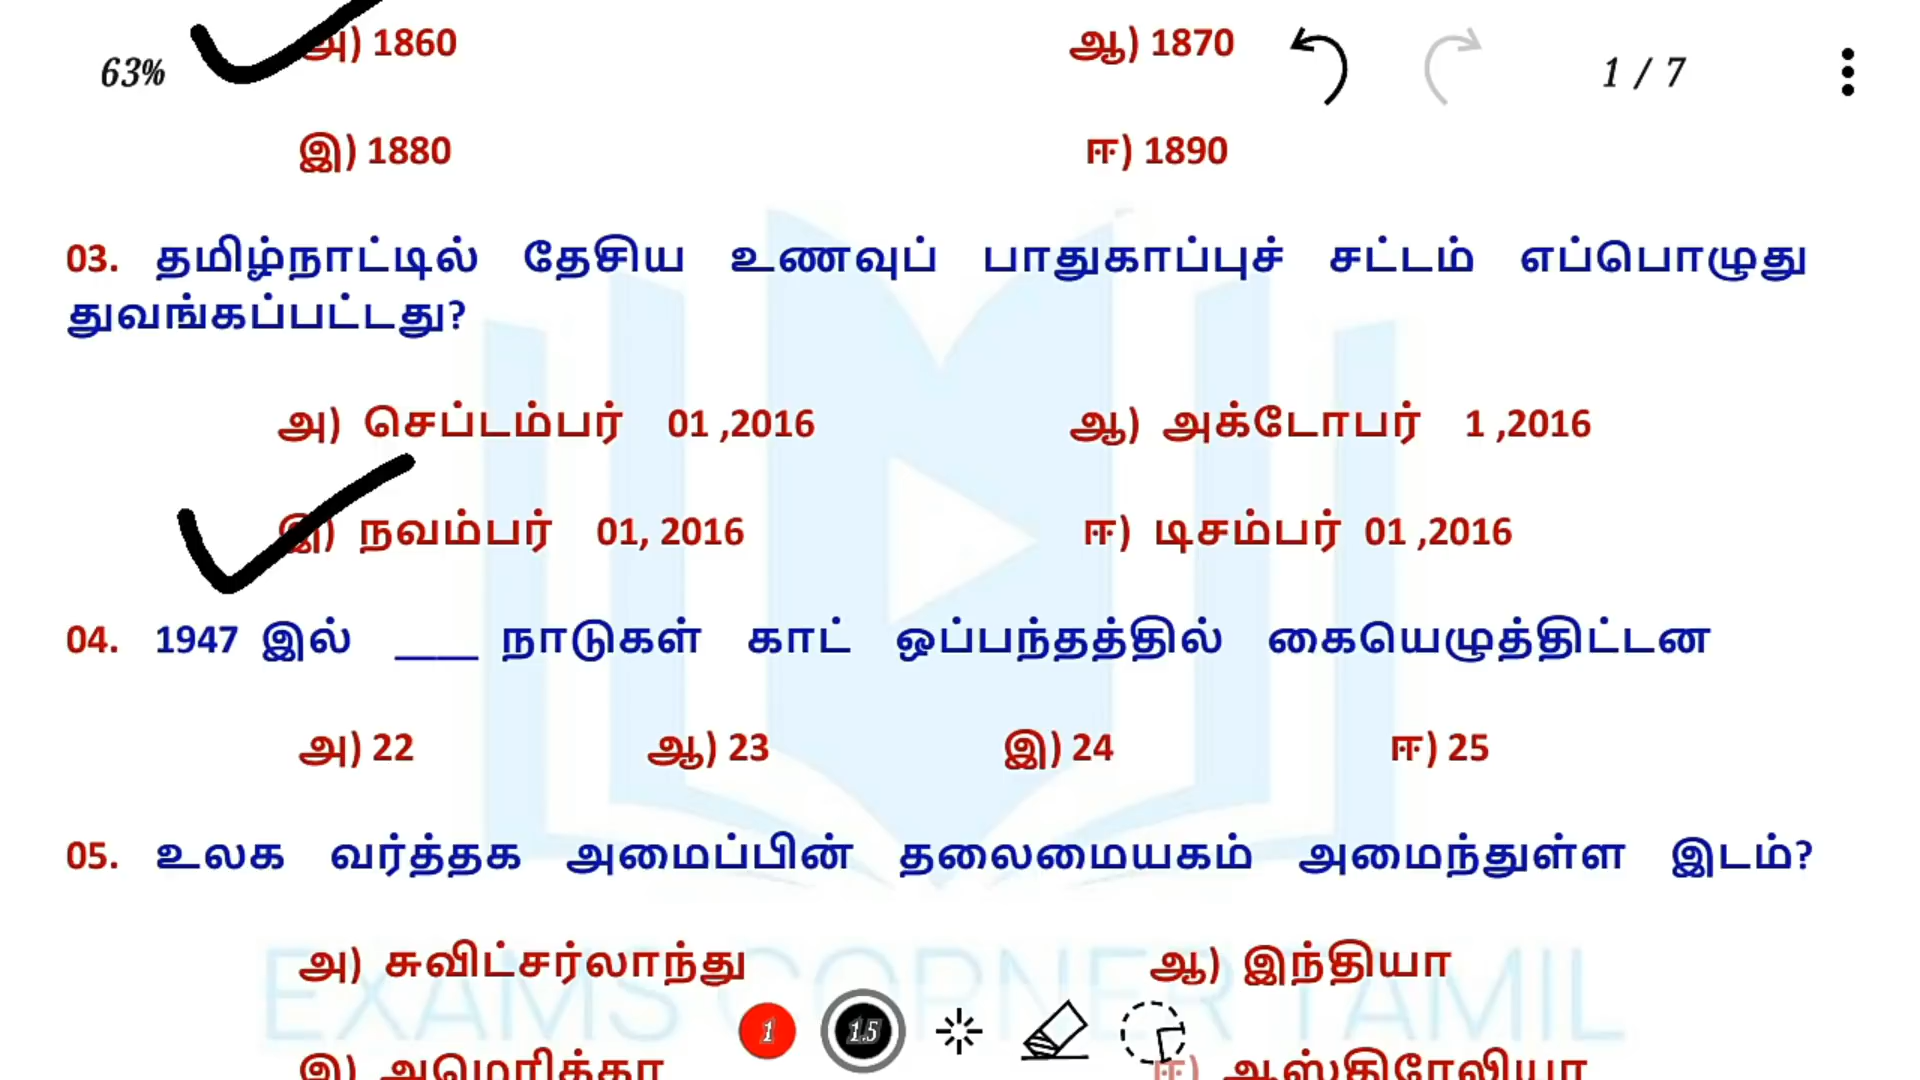 அ) 1860 ஆ) 1870
63% 1 / 7
இ) 1880 ஈ) 1890
03. தமிழ்நாட்டில் தேசிய உணவுப் பாதுகாப்புச் சட்டம் எப்பொழுது
துவங்கப்பட்டது?
அ) செப்டம்பர் 01 ,2016 ஆ) அக்டோபர் 1 ,2016
இ) நவம்பர் 01, 2016 ஈ) டிசம்பர் 01 ,2016
04. 1947 இல் ____ நாடுகள் காட் ஒப்பந்தத்தில் கையெழுத்திட்டன
அ) 22 ஆ) 23 இ) 24 ஈ) 25
05. உலக வர்த்தக அமைப்பின் தலைமையகம் அமைந்துள்ள இடம்?
அ) சுவிட்சர்லாந்து ஆ) இந்தியா
EXAMS CORNER TAMIL
1 1.5
இ) அமெரிக்கா ஈ) ஆஸ்திரேலியா